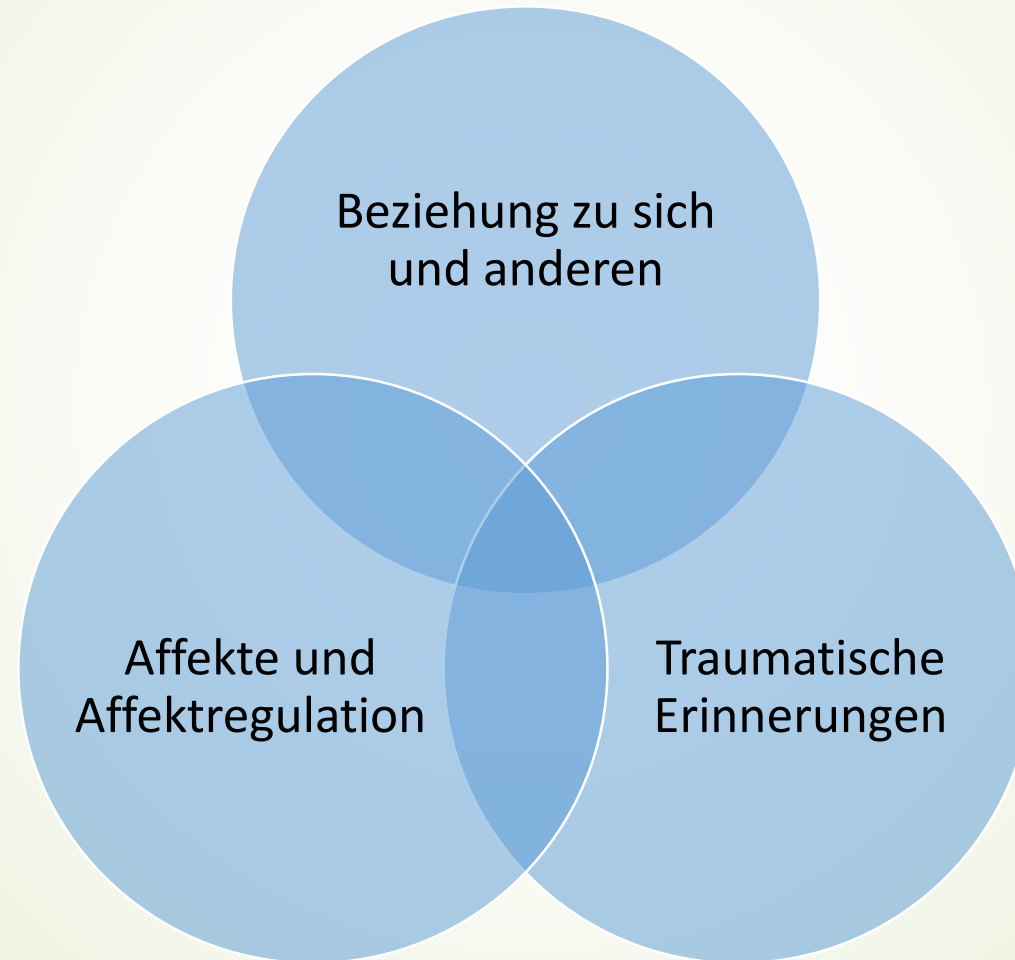 Beziehung zu sich
und anderen
Affekte und
Affektregulation
Traumatische
Erinnerungen